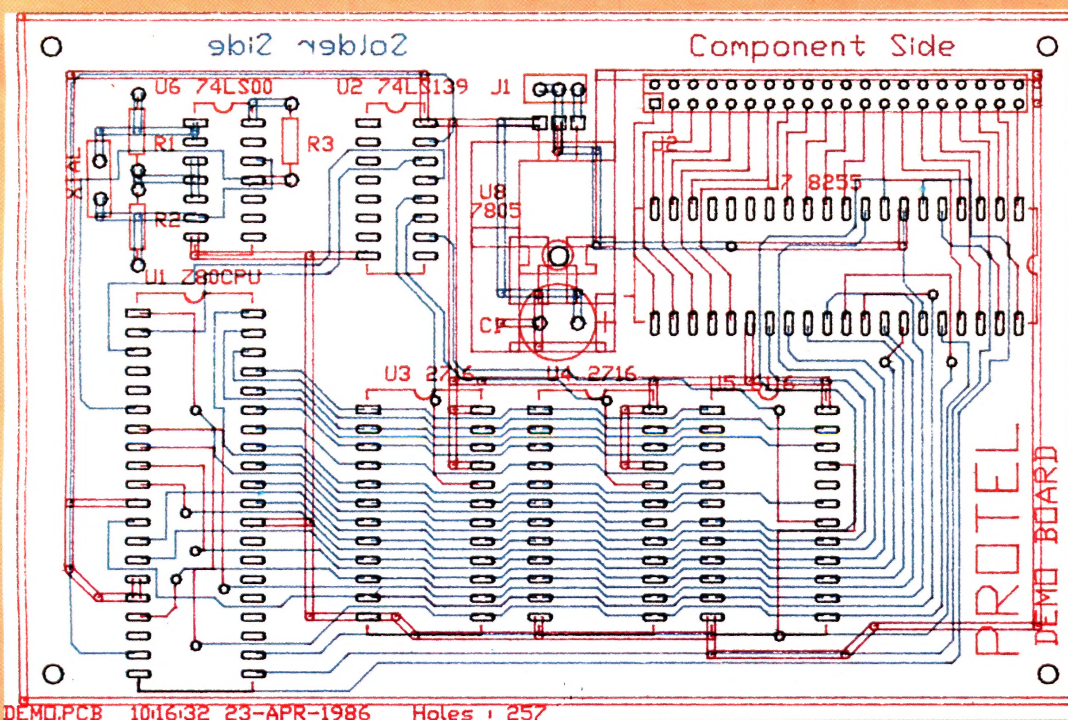 Solder Side
Component Side
U6 74LS00
U2 74LS139
J1
J2
R1
R3
XTAL
U7 8255
U8
7805
R2
U1 Z80CPU
C1
+
U3 2716
U4 2716
U5
PROTEL
DEMO BOARD
DEMO.PCB 10:16:32 23-APR-1986 Holes : 257